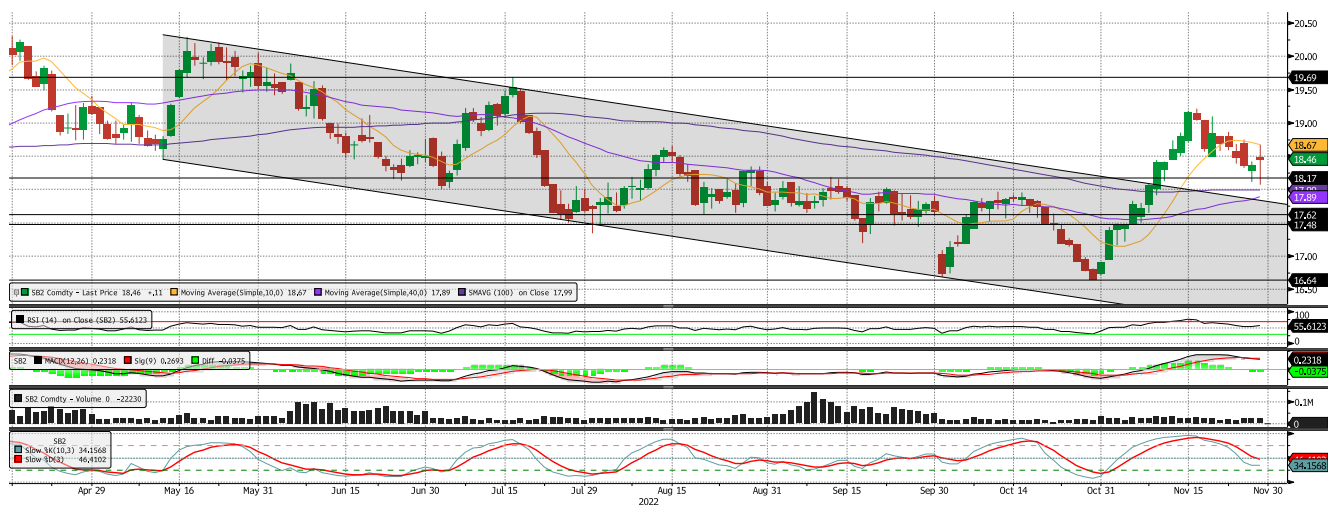 20.50
20.00
19.69
19.50
19.00
18.67
18.46
18.17
17.89
17.62
17.48
17.00
16.64
16.50
SB2 Comdty - Last Price 18,46 +,11 Moving Average(Simple,10,0) 18,67 Moving Average(Simple,40,0) 17,89 SMAVG (100) on Close 17,99
100
RSI (14) on Close (SB2) 55.6123
55.6123
0
SB2 MACD(12,26) 0,2318 Sig(9) 0,2693 Diff -0,0375
0.2318
-0.0375
SB2 Comdty - Volume 0 -22230
0.1M
0
SB2
Slow %K(10,3) 34,1568
Slow %D(3) 46,4102
34.1568
Apr 29 May 16 May 31 Jun 15 Jun 30 Jul 15 Jul 29 Aug 15 Aug 31 Sep 15 Sep 30 Oct 14 Oct 31 Nov 15 Nov 30
2022